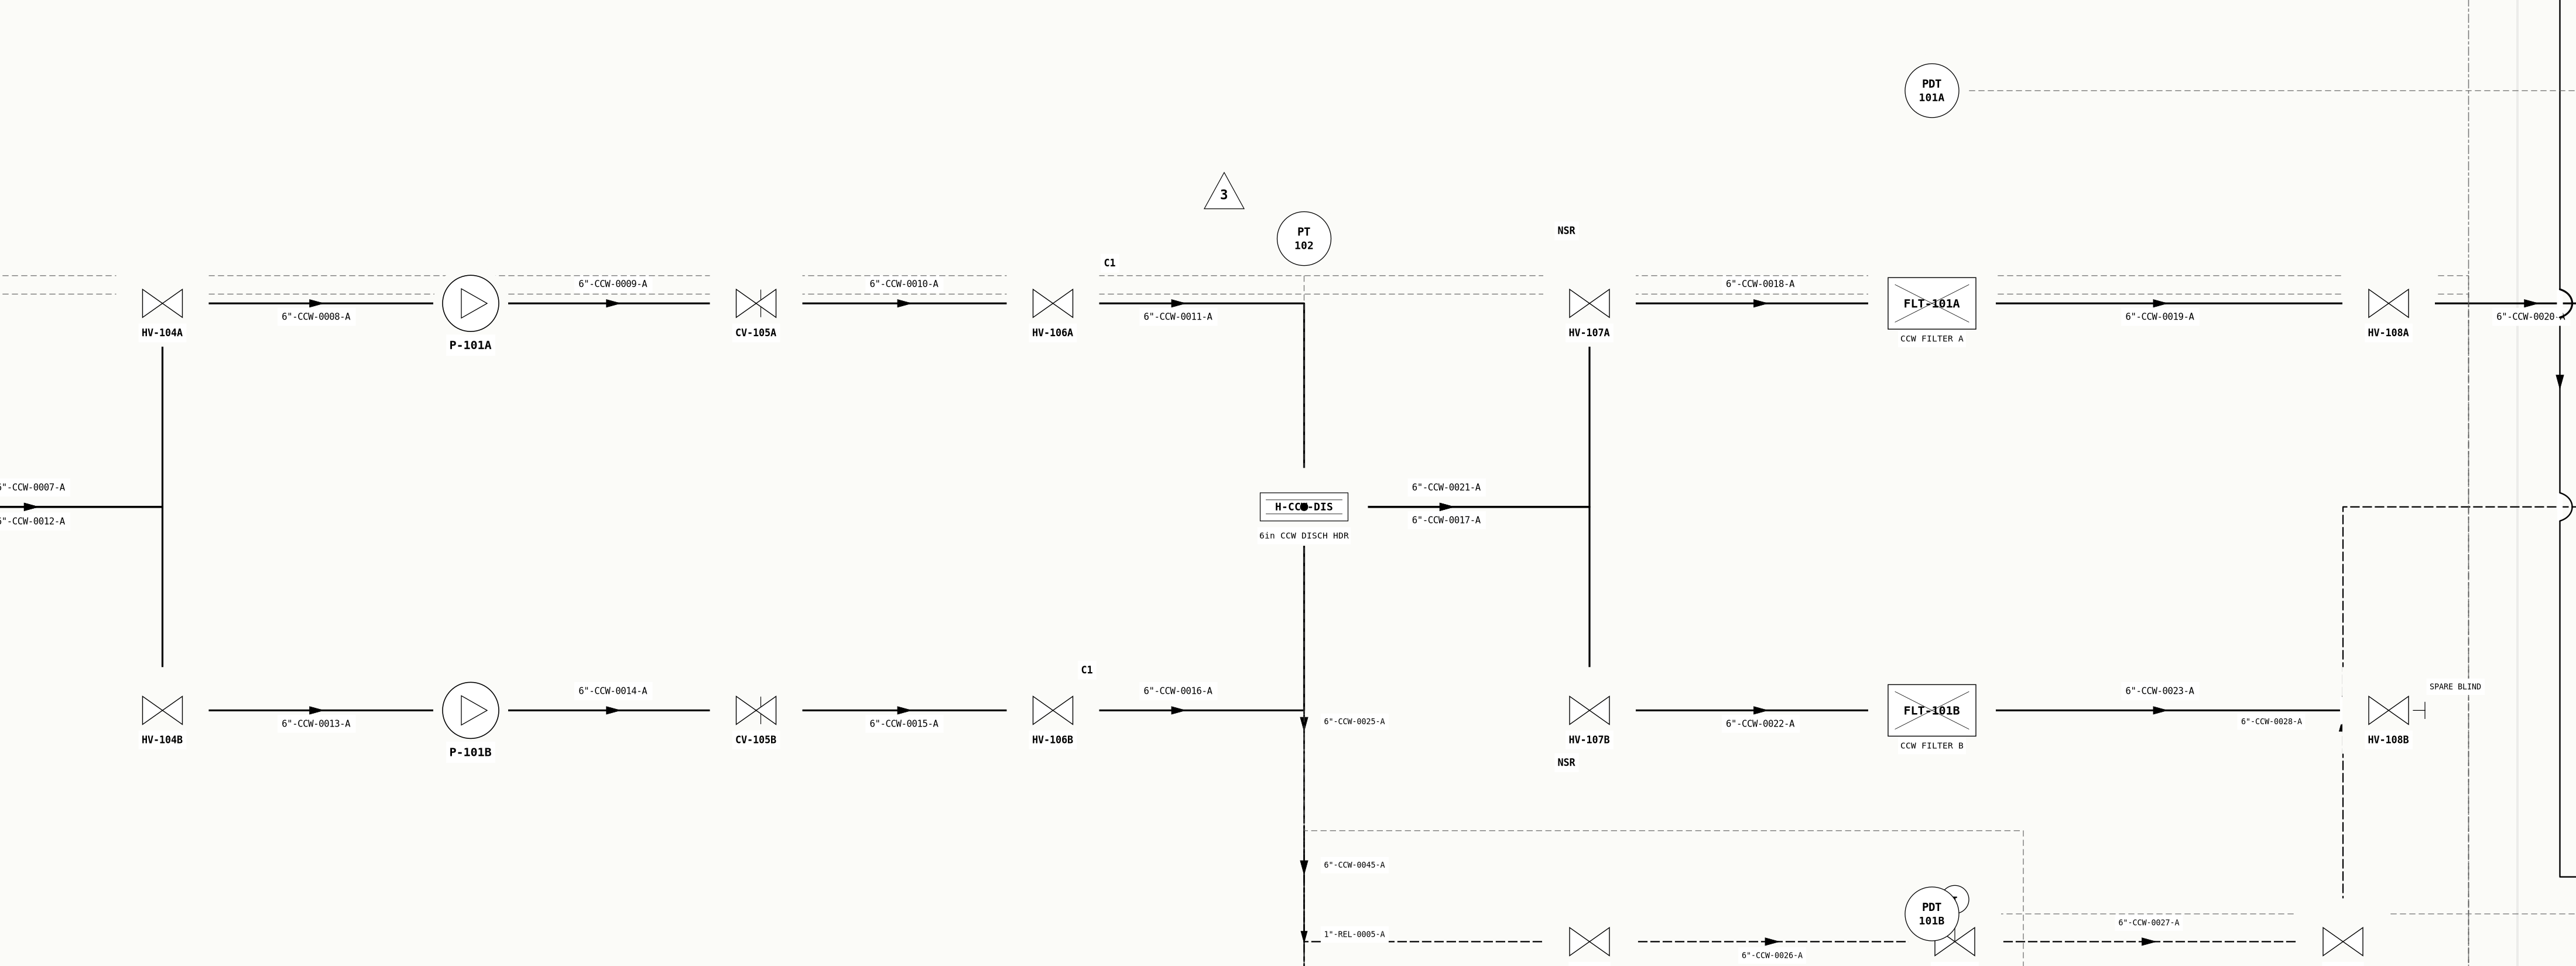 PDT
101A
3
PT
102
NSR
C1
6"-CCW-0009-A
6"-CCW-0010-A
6"-CCW-0018-A
6"-CCW-0008-A
6"-CCW-0011-A
FLT-101A
6"-CCW-0019-A
6"-CCW-0020-A
HV-104A
P-101A
CV-105A
HV-106A
HV-107A
CCW FILTER A
HV-108A
6"-CCW-0007-A
6"-CCW-0021-A
H-CCW-DIS
6"-CCW-0012-A
6"-CCW-0017-A
6in CCW DISCH HDR
C1
6"-CCW-0014-A
6"-CCW-0016-A
6"-CCW-0023-A
SPARE BLIND
FLT-101B
6"-CCW-0013-A
6"-CCW-0015-A
6"-CCW-0025-A
6"-CCW-0022-A
6"-CCW-0028-A
HV-104B
P-101B
CV-105B
HV-106B
HV-107B
CCW FILTER B
HV-108B
NSR
6"-CCW-0045-A
PDT
101B
6"-CCW-0027-A
1"-REL-0005-A
6"-CCW-0026-A